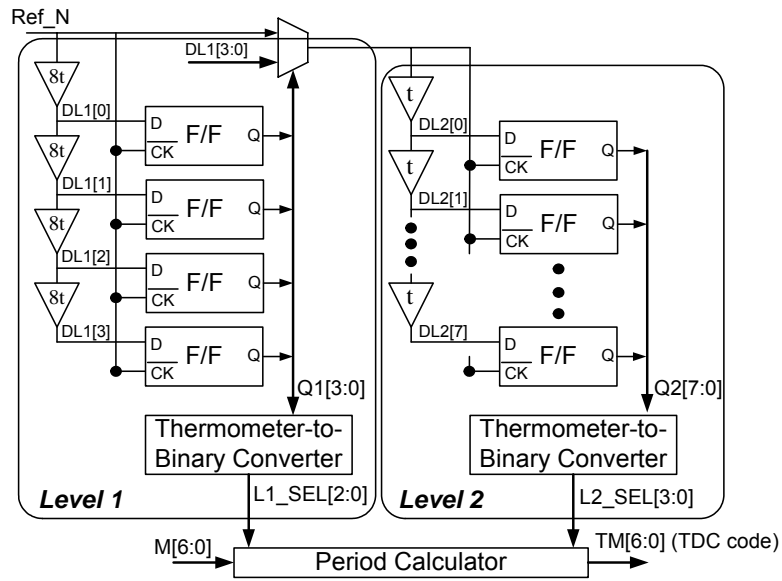 Ref_N
DL1[3:0]
8t
DL1[0]
D
F/F
Q
CK
8t
DL1[1]
D
F/F
Q
CK
8t
DL1[2]
D
F/F
Q
CK
8t
DL1[3]
D
F/F
Q
CK
Q1[3:0]
Thermometer-to-
Binary Converter
Level 1
L1_SEL[2:0]
t
DL2[0]
D
F/F
Q
CK
t
DL2[1]
D
F/F
Q
CK
t
DL2[7]
D
F/F
Q
CK
Q2[7:0]
Thermometer-to-
Binary Converter
Level 2
L2_SEL[3:0]
M[6:0]
Period Calculator
TM[6:0] (TDC code)